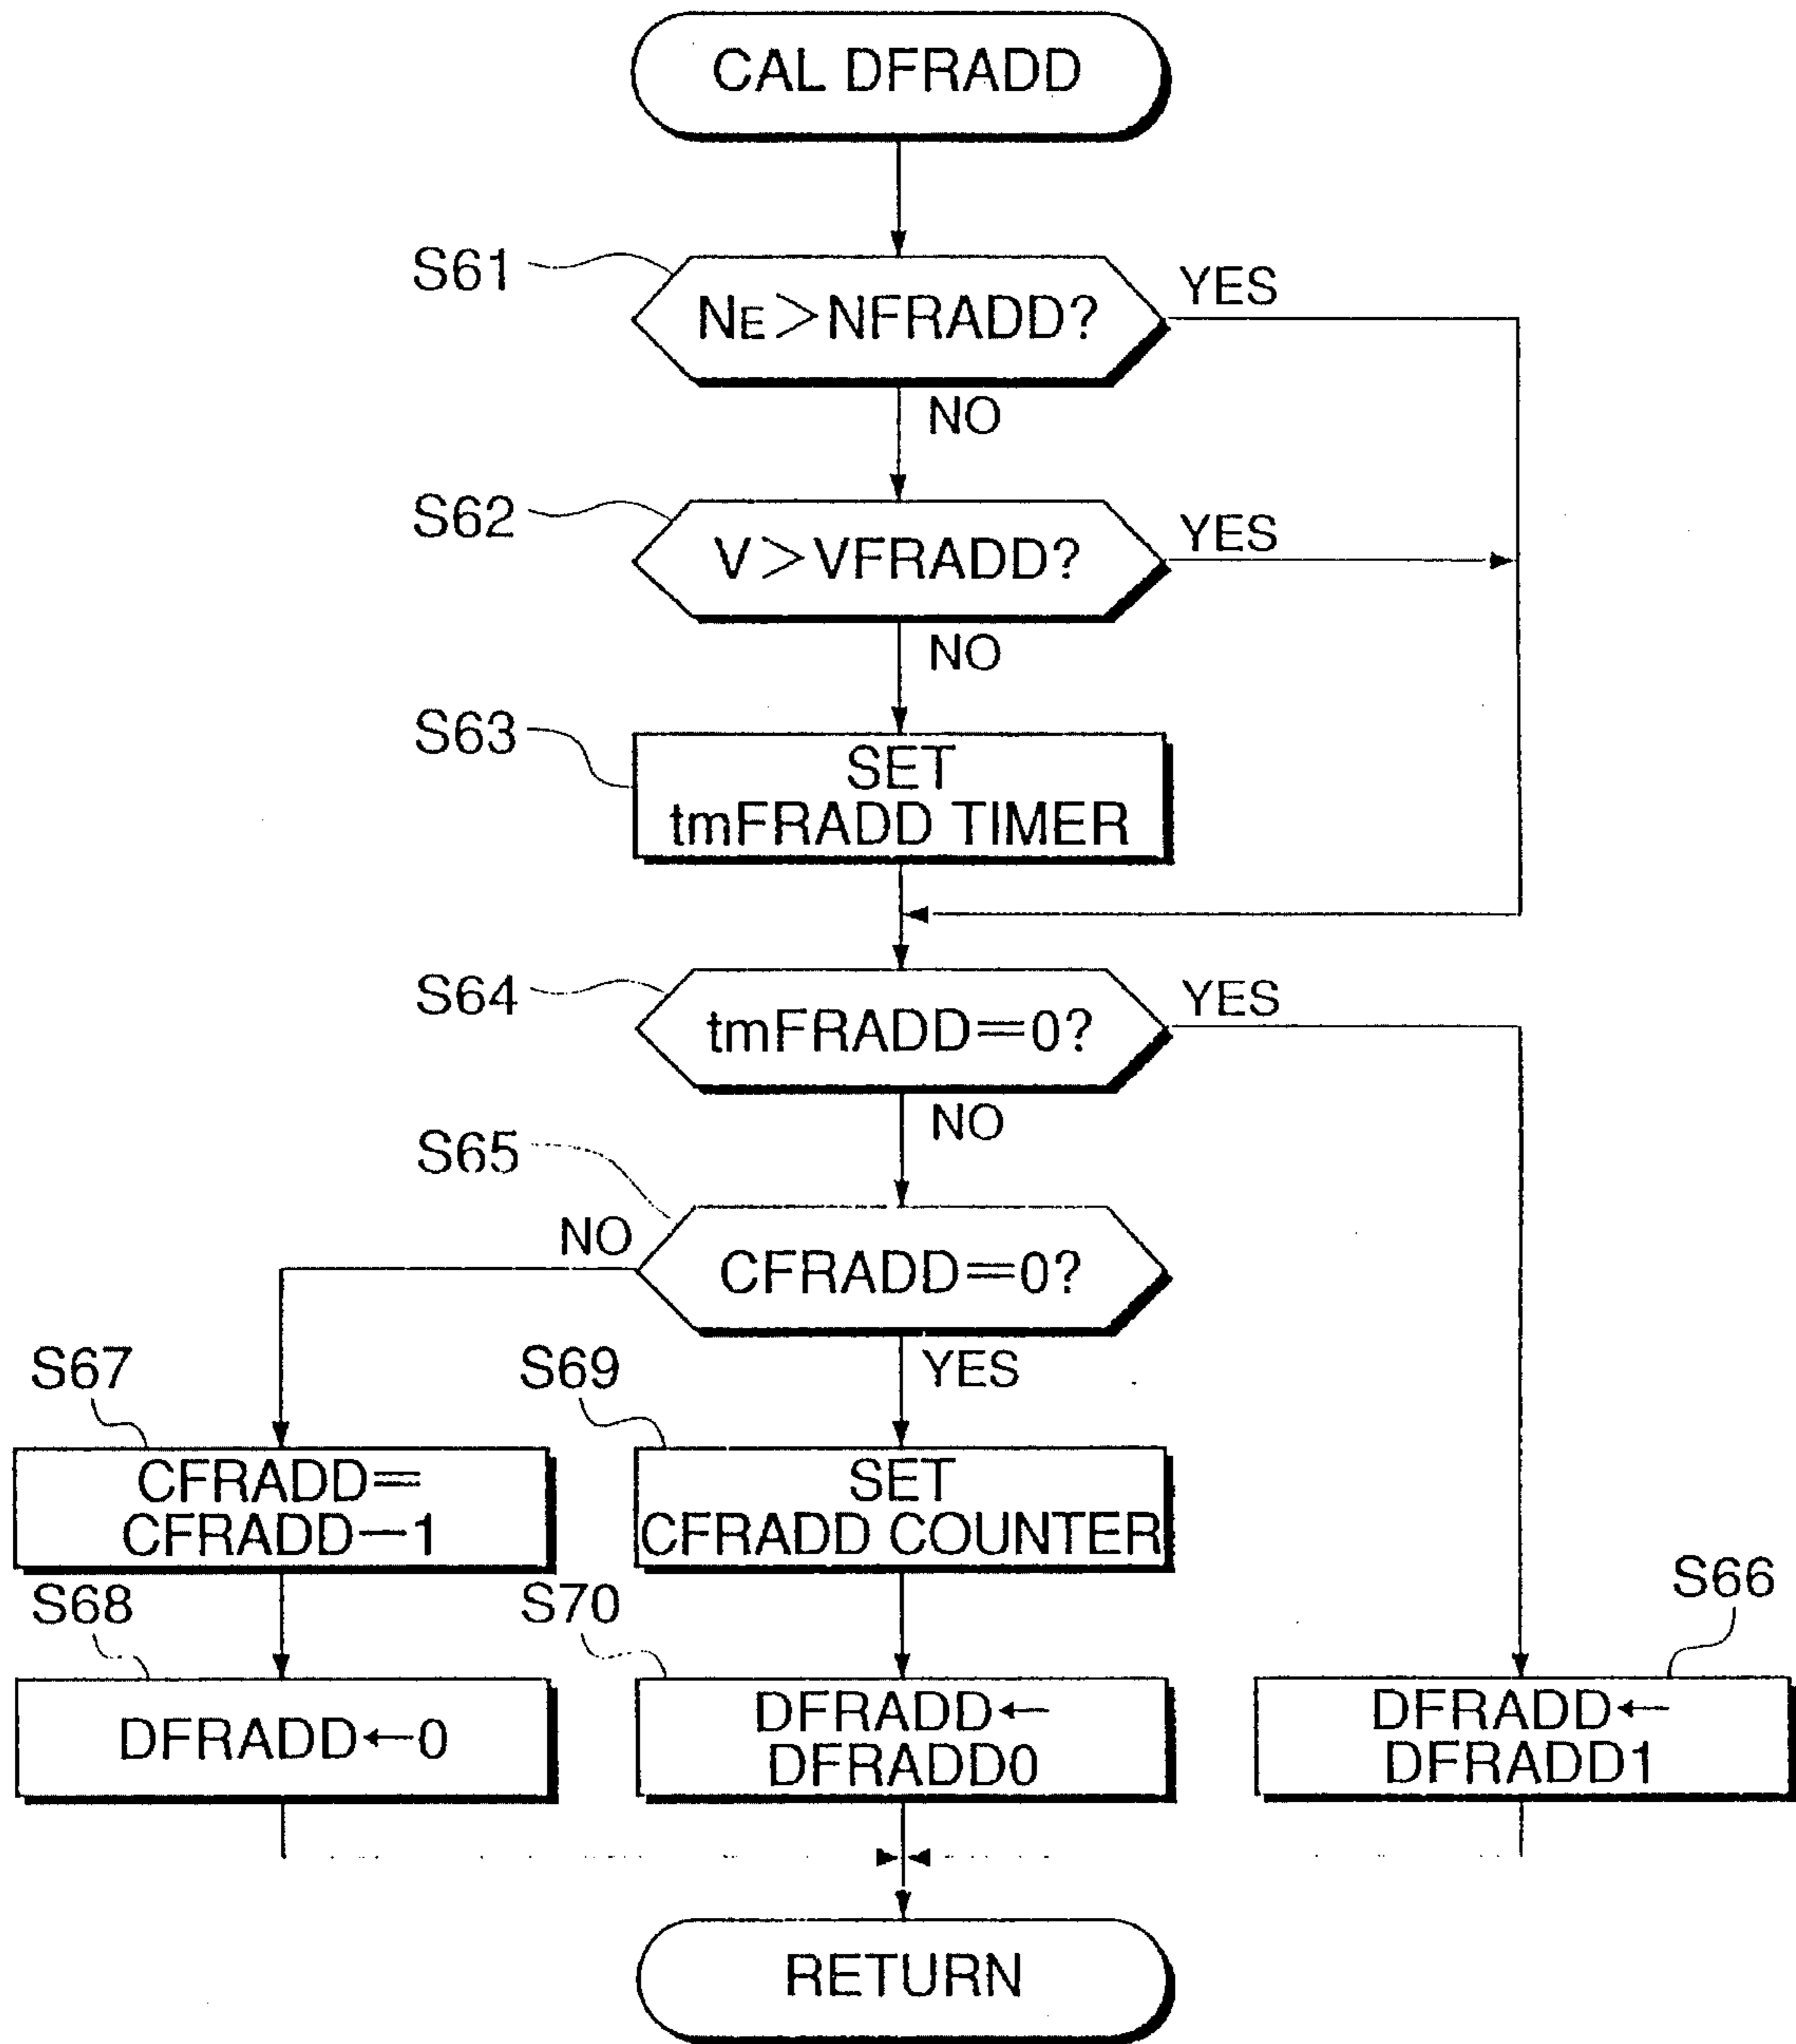 CAL DFRADD
S61
NE>NFRADD?
YES
NO
S62
V>VFRADD?
YES
NO
S63
SET
tmFRADD TIMER
S64
tmFRADD=0?
YES
NO
S65
NO
CFRADD=0?
YES
S67
CFRADD=
CFRADD-1
S69
SET
CFRADD COUNTER
S68
DFRADD←0
S70
DFRADD←
DFRADD0
S66
DFRADD←
DFRADD1
RETURN